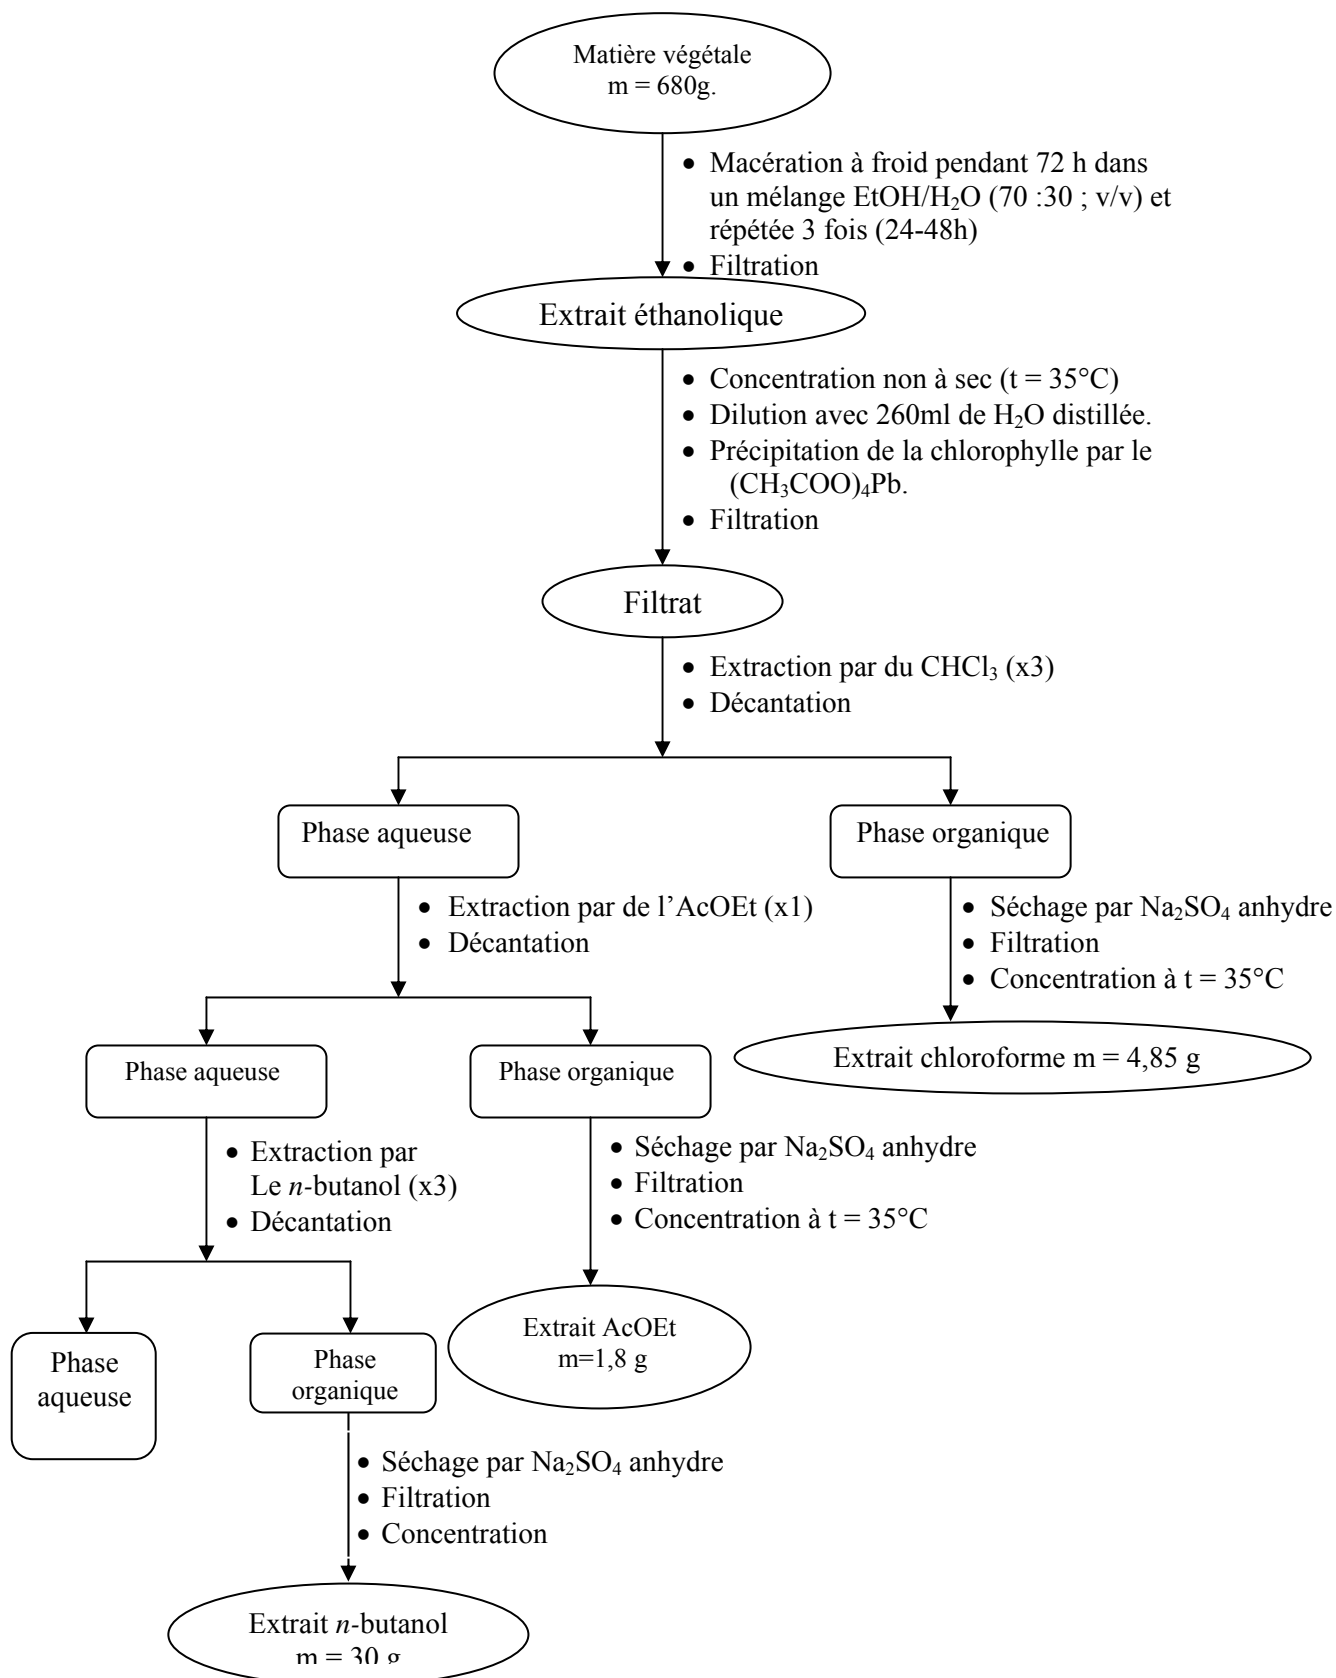 Matière végétale
m = 680g.
• Macération à froid pendant 72 h dans
un mélange EtOH/H₂O (70 :30 ; v/v) et
répétée 3 fois (24-48h)
• Filtration
Extrait éthanolique
• Concentration non à sec (t = 35°C)
• Dilution avec 260ml de H₂O distillée.
• Précipitation de la chlorophylle par le
(CH₃COO)₄Pb.
• Filtration
Filtrat
• Extraction par du CHCl₃ (x3)
• Décantation
Phase aqueuse
Phase organique
• Extraction par de l’AcOEt (x1)
• Décantation
• Séchage par Na₂SO₄ anhydre
• Filtration
• Concentration à t = 35°C
Phase aqueuse
Phase organique
Extrait chloroforme m = 4,85 g
• Extraction par
Le n-butanol (x3)
• Décantation
• Séchage par Na₂SO₄ anhydre
• Filtration
• Concentration à t = 35°C
Phase
aqueuse
Phase
organique
Extrait AcOEt
m=1,8 g
• Séchage par Na₂SO₄ anhydre
• Filtration
• Concentration
Extrait n-butanol
m = 30 g